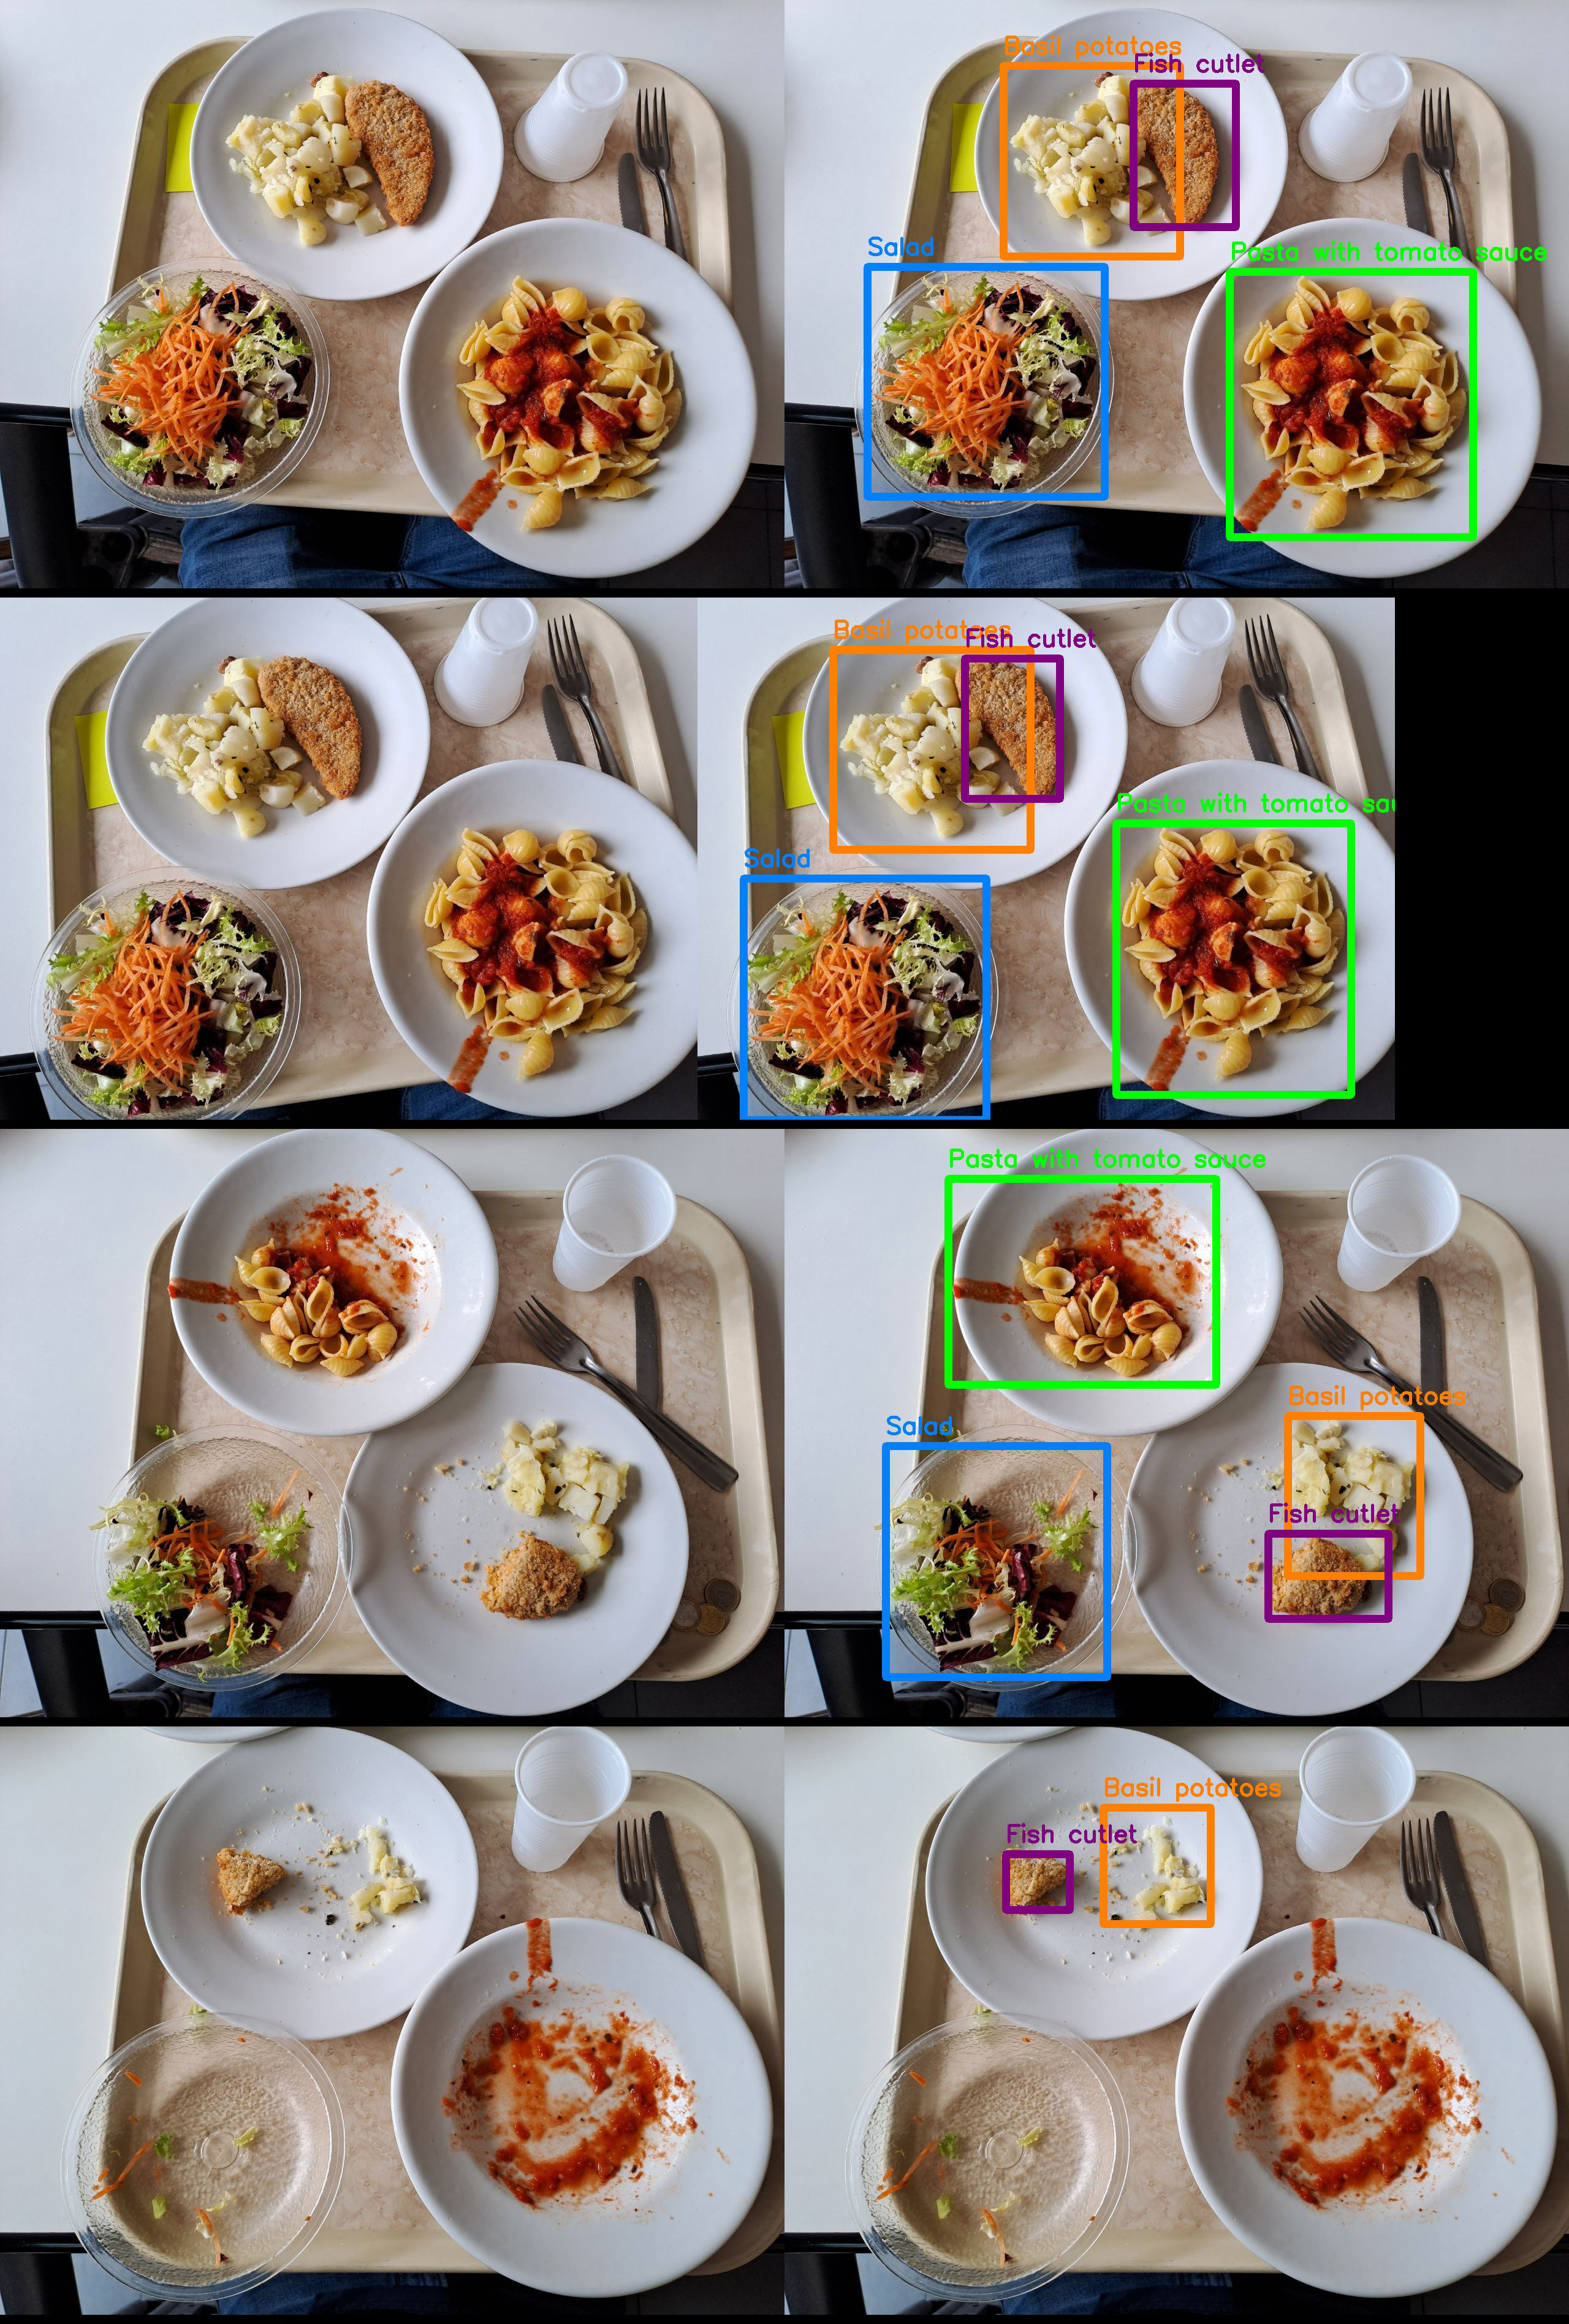 Basil potatoes
Fish cutlet
Salad
Pasta with tomato sauce
Basil potatoes
Fish cutlet
Pasta with tomato sau
Salad
Pasta with tomato sauce
Basil potatoes
Salad
Fish cutlet
Basil potatoes
Fish cutlet